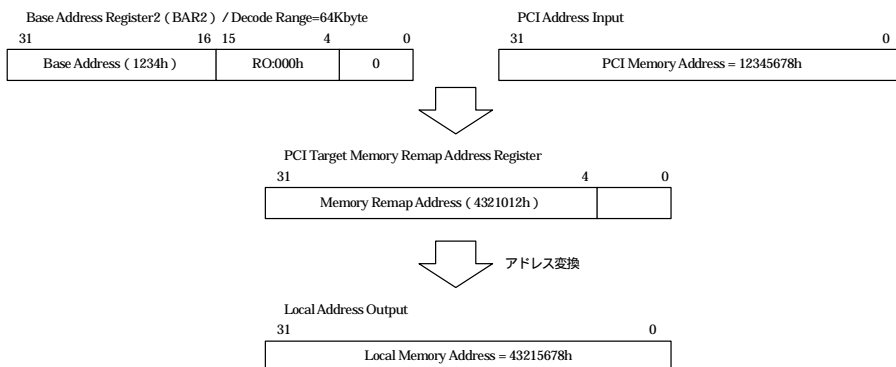 Base Address Register2 ( BAR2 ) / Decode Range=64Kbyte
31 16 15 4 0
Base Address ( 1234h ) RO:000h 0
PCI Address Input
31 0
PCI Memory Address = 12345678h
PCI Target Memory Remap Address Register
31 4 0
Memory Remap Address ( 4321012h )
アドレス変換
Local Address Output
31 0
Local Memory Address = 43215678h